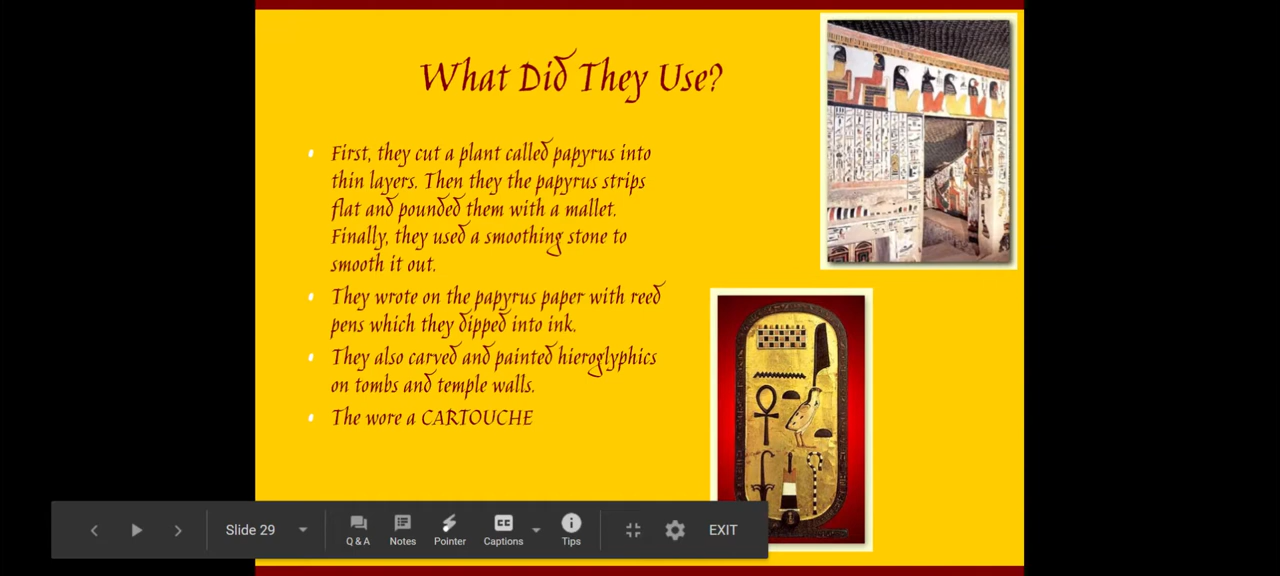 What Did They Use?
First, they cut a plant called papyrus into
thin layers. Then they the papyrus strips
flat and pounded them with a mallet.
Finally, they used a smoothing stone to
smooth it out.
They wrote on the papyrus paper with reed
pens which they dipped into ink.
They also carved and painted hieroglyphics
on tombs and temple walls.
The wore a CARTOUCHE
Slide 29
Q & A
Notes
Pointer
CC
Captions
Tips
EXIT